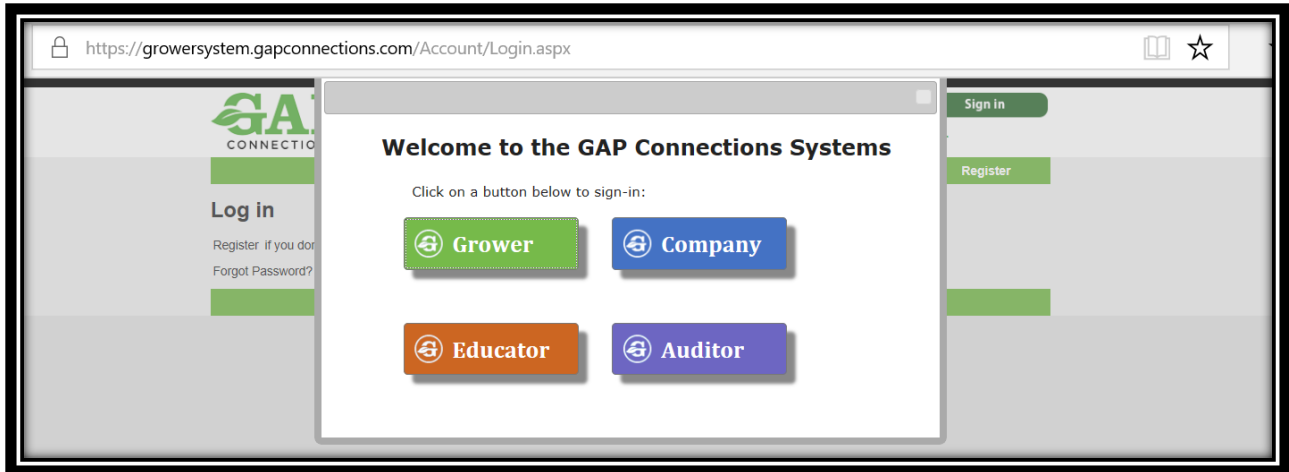 https://growersystem.gapconnections.com/Account/Login.aspx
Sign in
CONNECTIO
Welcome to the GAP Connections Systems
Register
Click on a button below to sign-in:
Log in
Register if you
Forgot Password?
Grower
Company
Educator
Auditor